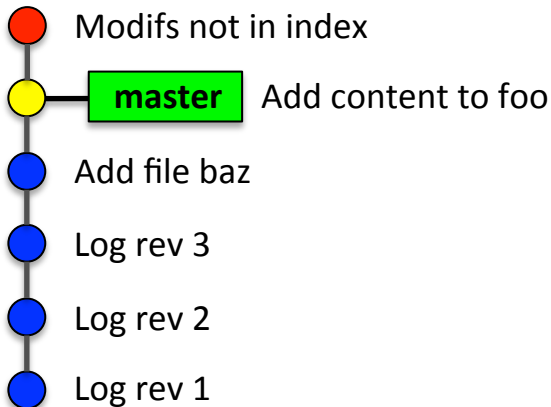 Modifs not in index
master Add content to foo
Add file baz
Log rev 3
Log rev 2
Log rev 1